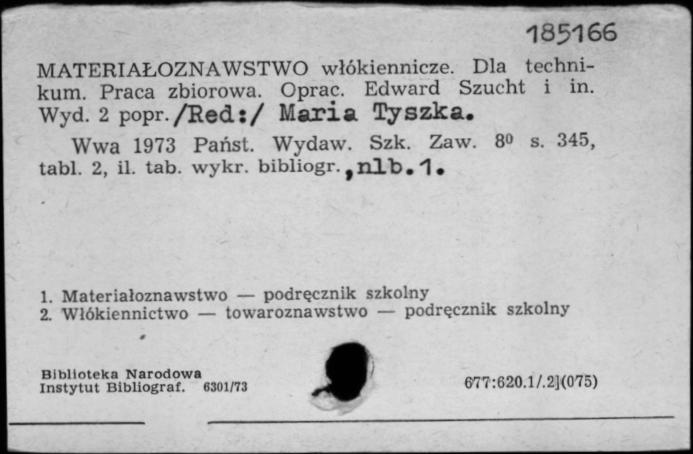 185166
MATERIAŁOZNAWSTWO włókiennicze. Dla techni-
kum. Praca zbiorowa. Oprac. Edward Szucht i in.
Wyd. 2 popr./Red:/ Maria Tyszka.
Wwa 1973 Państ. Wydaw. Szk. Zaw. 8⁰ s. 345,
tabl. 2, il. tab. wykr. bibliogr.,nlb.1.
1. Materiałoznawstwo — podręcznik szkolny
2. Włókiennictwo — towaroznawstwo — podręcznik szkolny
Biblioteka Narodowa
Instytut Bibliograf. 6301/73
677:620.1/.2](075)